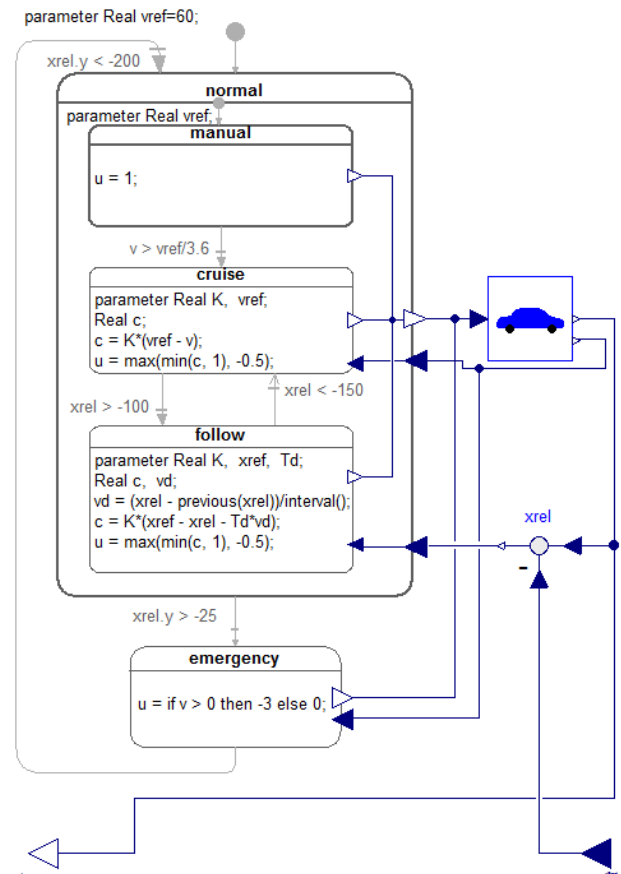 parameter Real vref=60;
xrel.y < -200
normal
parameter Real vref;
manual
u = 1;
v > vref/3.6
cruise
parameter Real K, vref;
Real c;
c = K*(vref - v);
u = max(min(c, 1), -0.5);
xrel > -100
xrel < -150
follow
parameter Real K, xref, Td;
Real c, vd;
vd = (xrel - previous(xrel))/interval();
c = K*(xref - xrel - Td*vd);
u = max(min(c, 1), -0.5);
xrel
-
xrel.y > -25
emergency
u = if v > 0 then -3 else 0;